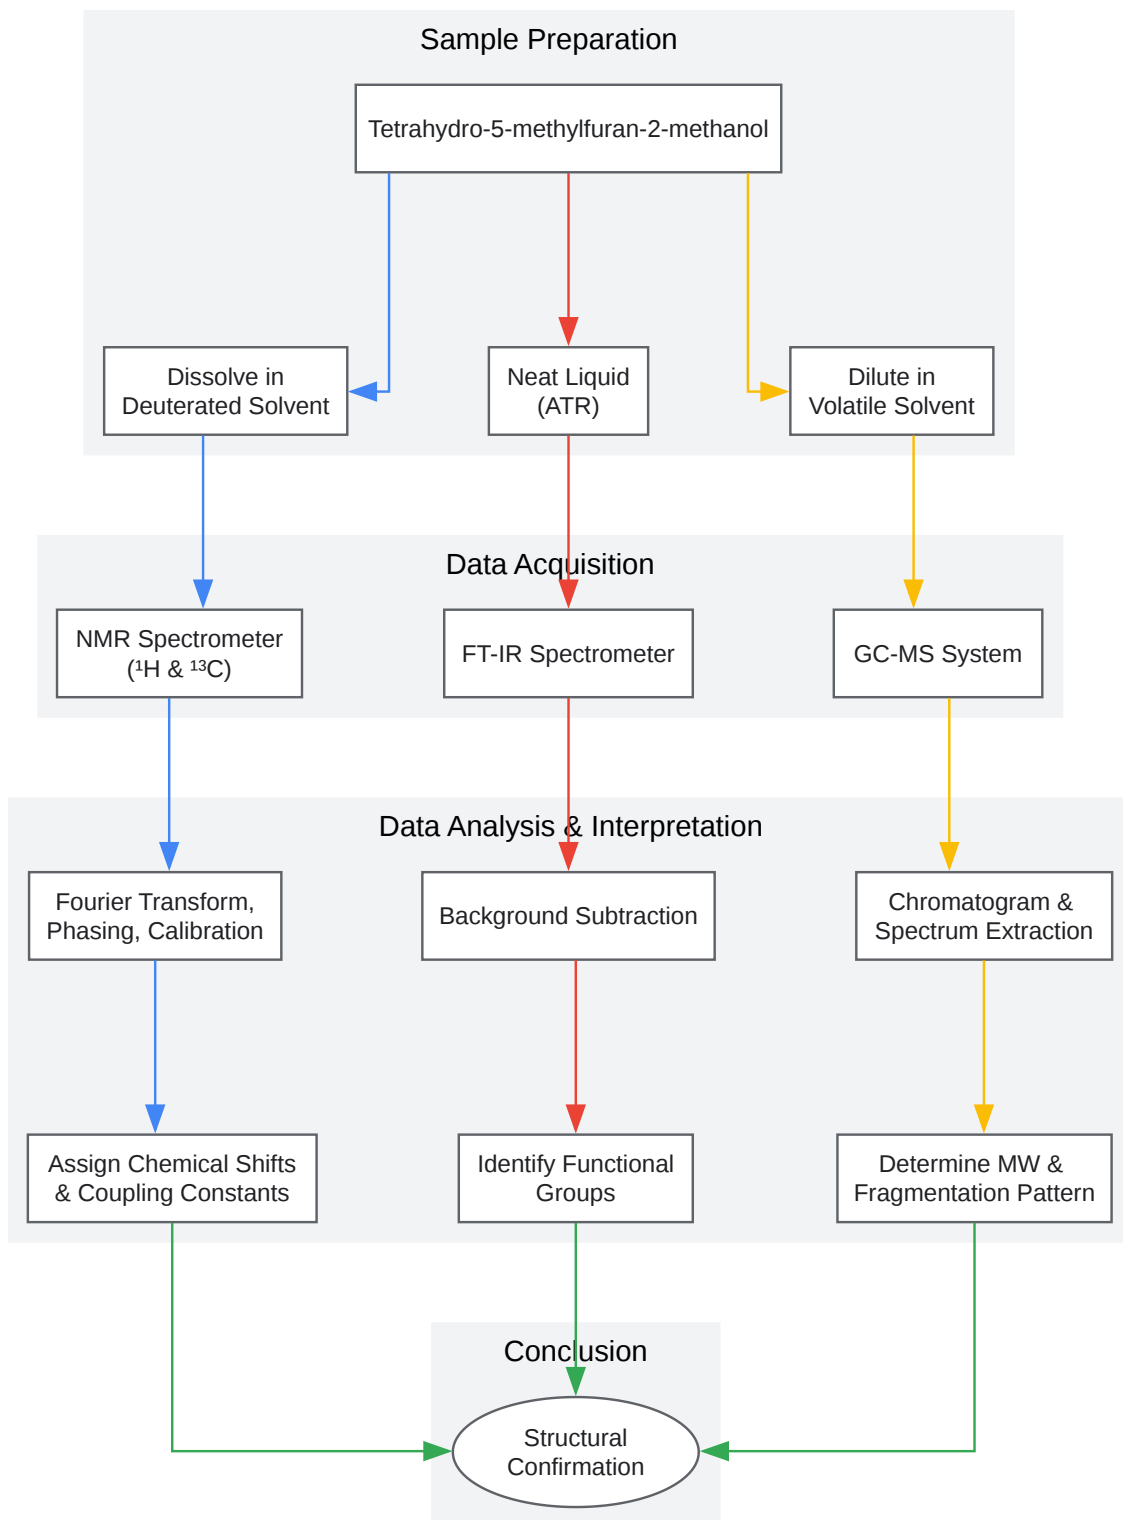 Sample Preparation
Tetrahydro-5-methylfuran-2-methanol
Dissolve in
Deuterated Solvent
Neat Liquid
(ATR)
Dilute in
Volatile Solvent
Data Acquisition
NMR Spectrometer
(¹H & ¹³C)
FT-IR Spectrometer
GC-MS System
Data Analysis & Interpretation
Fourier Transform,
Phasing, Calibration
Background Subtraction
Chromatogram &
Spectrum Extraction
Assign Chemical Shifts
& Coupling Constants
Identify Functional
Groups
Determine MW &
Fragmentation Pattern
Conclusion
Structural
Confirmation